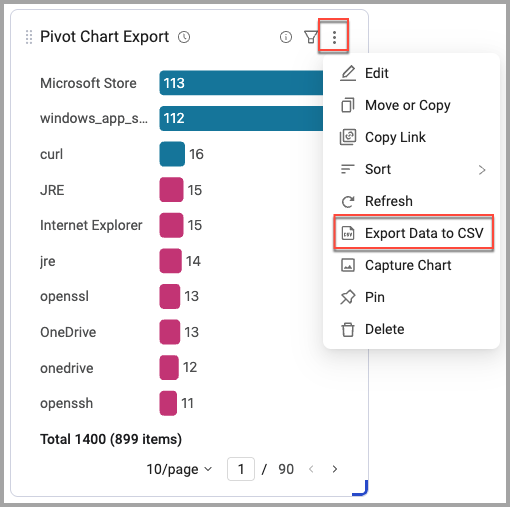 Pivot Chart Export
Microsoft Store 113
windows_app_s... 112
curl 16
JRE 15
Internet Explorer 15
jre 14
openssl 13
OneDrive 13
onedrive 12
openssh 11
Total 1400 (899 items)
10/page 1 / 90
Edit
Move or Copy
Copy Link
Sort
Refresh
CSV Export Data to CSV
Capture Chart
Pin
Delete